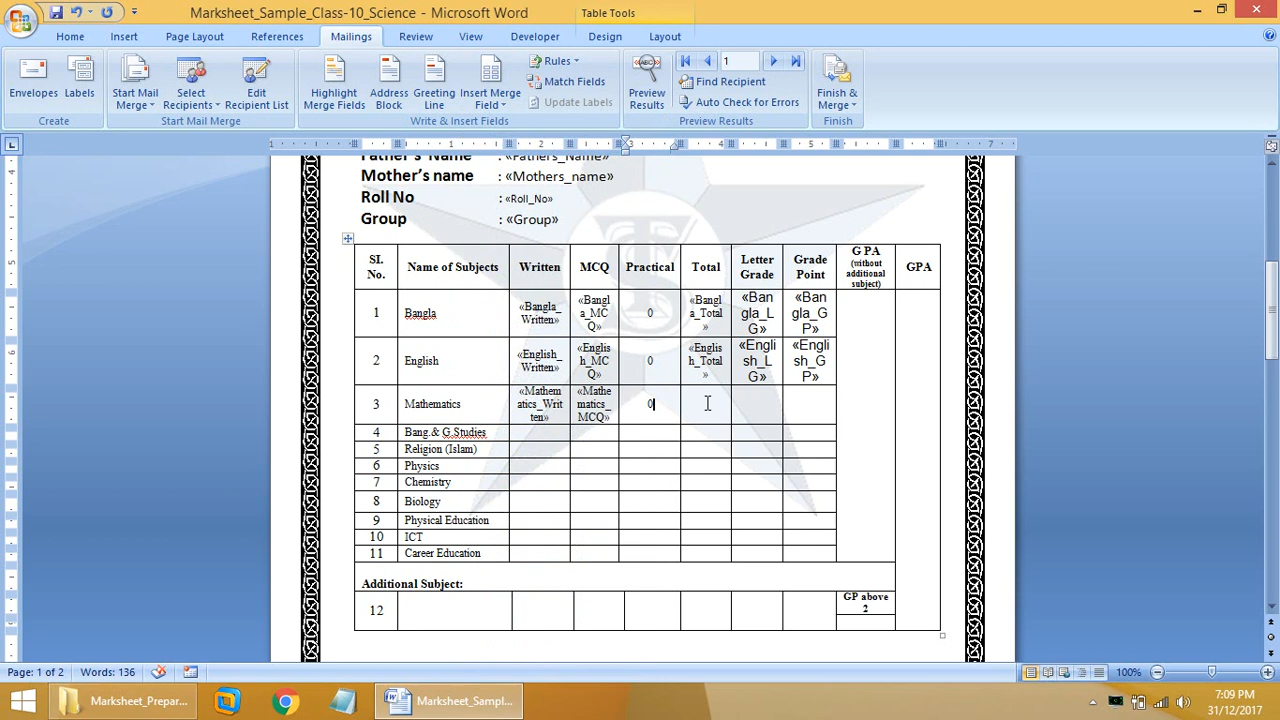 Marksheet_Sample_Class-10_Science - Microsoft Word
Table Tools
Home Insert Page Layout References Mailings Review View Developer Design Layout
Envelopes Labels
Start Mail Merge
Select Recipients
Edit Recipient List
Highlight Merge Fields
Address Block
Greeting Line
Insert Merge Field
Rules
Match Fields
Update Labels
Preview Results
1
Find Recipient
Auto Check for Errors
Finish & Merge
Create
Start Mail Merge
Write & Insert Fields
Preview Results
Finish
Father's Name : «Fathers_Name»
Mother's name : «Mothers_name»
Roll No : «Roll_No»
Group : «Group»
SI. No. Name of Subjects Written MCQ Practical Total Letter Grade Grade Point G PA (without additional subject) GPA
1 Bangla «Bangla_Written» «Bangla_MCQ» 0 «Bangla_Total» «Bangla_LG» «Bangla_GP»
2 English «English_Written» «English_MCQ» 0 «English_Total» «English_LG» «English_GP»
3 Mathematics «Mathematics_Written» «Mathematics_MCQ» 0
4 Bang.& G.Studies
5 Religion (Islam)
6 Physics
7 Chemistry
8 Biology
9 Physical Education
10 ICT
11 Career Education
Additional Subject:
12
GP above 2
Page: 1 of 2 Words: 136
100%
Marksheet_Prepar...
Marksheet_Sampl...
7:09 PM
31/12/2017